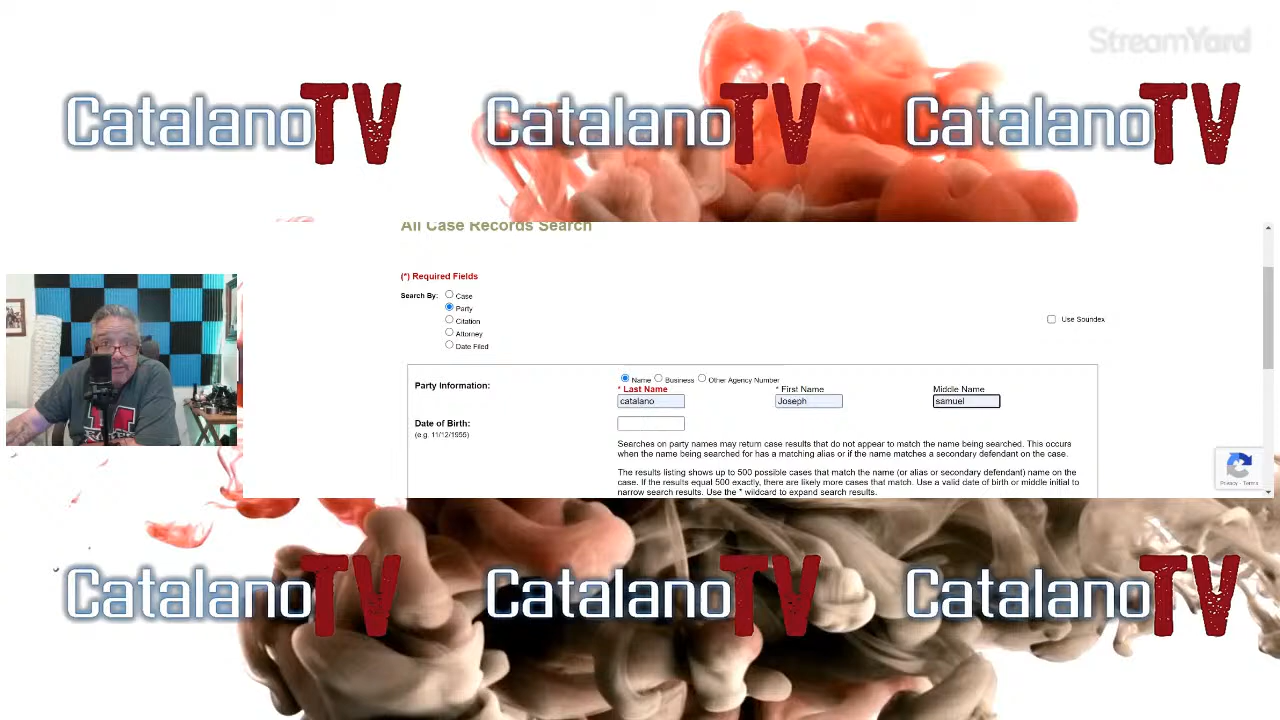 StreamYard
CatalanoTV CatalanoTV CatalanoTV
All Case Records Search
(*) Required Fields
Search By: Case
Party
Citation
Use Soundex
Attorney
Date Filed
Party Information:
Name Business Other Agency Number
* Last Name * First Name Middle Name
catalano Joseph samuel
Date of Birth:
(e.g. 11/12/1955)
Searches on party names may return case results that do not appear to match the name being searched. This occurs
when the name being searched for has a matching alias or if the name matches a secondary defendant on the case.
The results listing shows up to 500 possible cases that match the name (or alias or secondary defendant) name on the
case. If the results equal 500 exactly, there are likely more cases that match. Use a valid date of birth or middle initial to
narrow search results. Use the * wildcard to expand search results.
Privacy - Terms
CatalanoTV CatalanoTV CatalanoTV